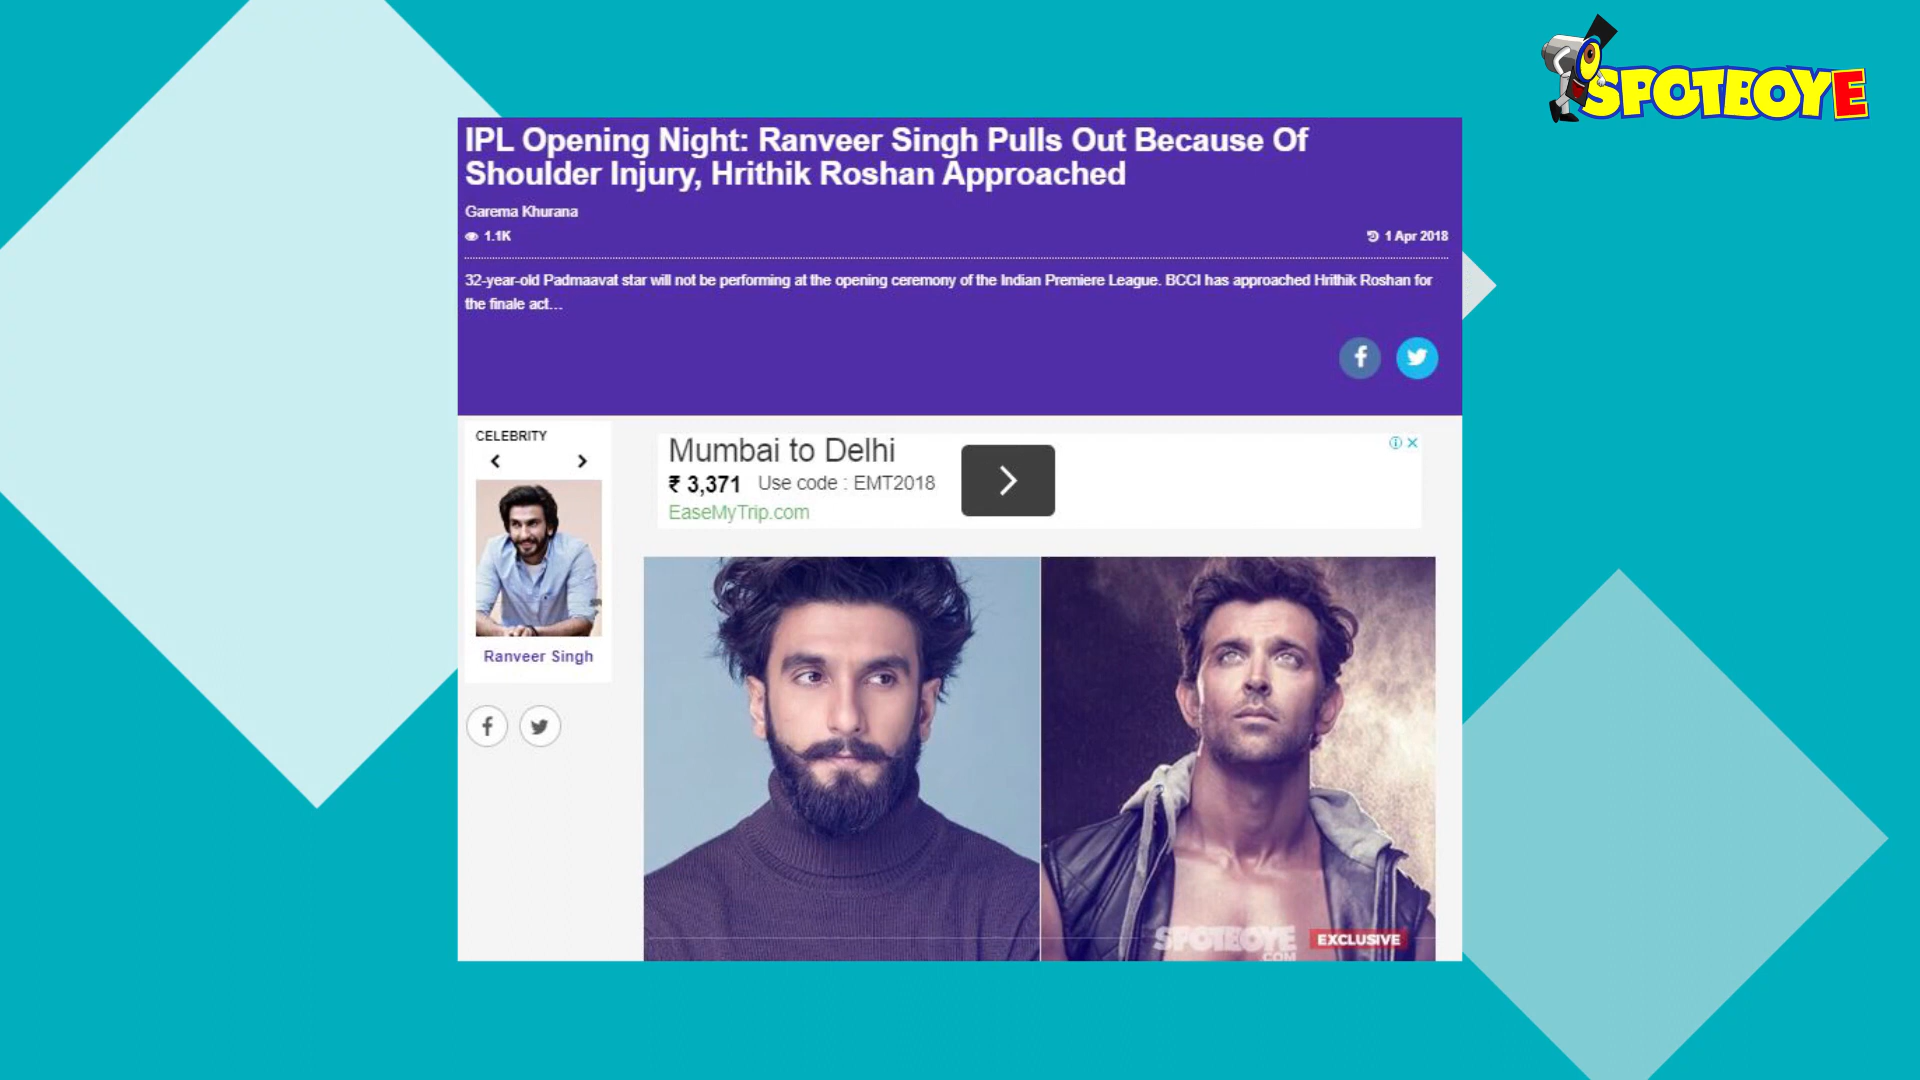 SPOTBOYE
IPL Opening Night: Ranveer Singh Pulls Out Because Of
Shoulder Injury, Hrithik Roshan Approached
Garema Khurana
1.1K
1 Apr 2018
32-year-old Padmaavat star will not be performing at the opening ceremony of the Indian Premiere League. BCCI has approached Hrithik Roshan for
the finale act...
CELEBRITY
Ranveer Singh
Mumbai to Delhi
₹ 3,371 Use code : EMT2018
EaseMyTrip.com
SPOTBOYE
.COM
EXCLUSIVE